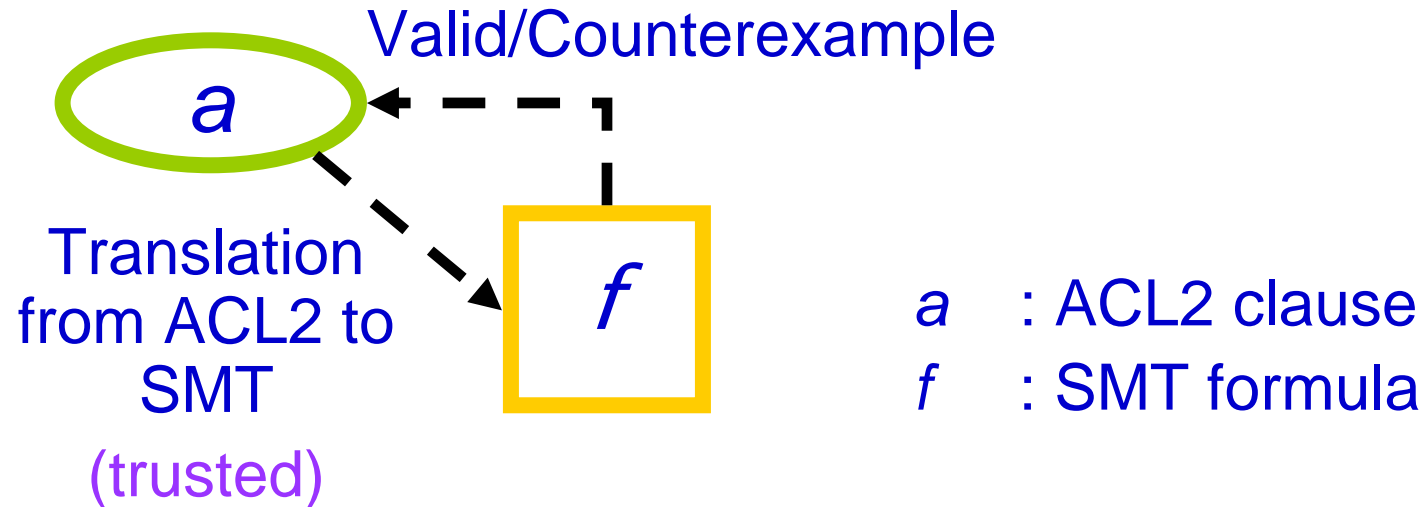 Valid/Counterexample
a
Translation
from ACL2 to
SMT
(trusted)
f
a : ACL2 clause
f : SMT formula